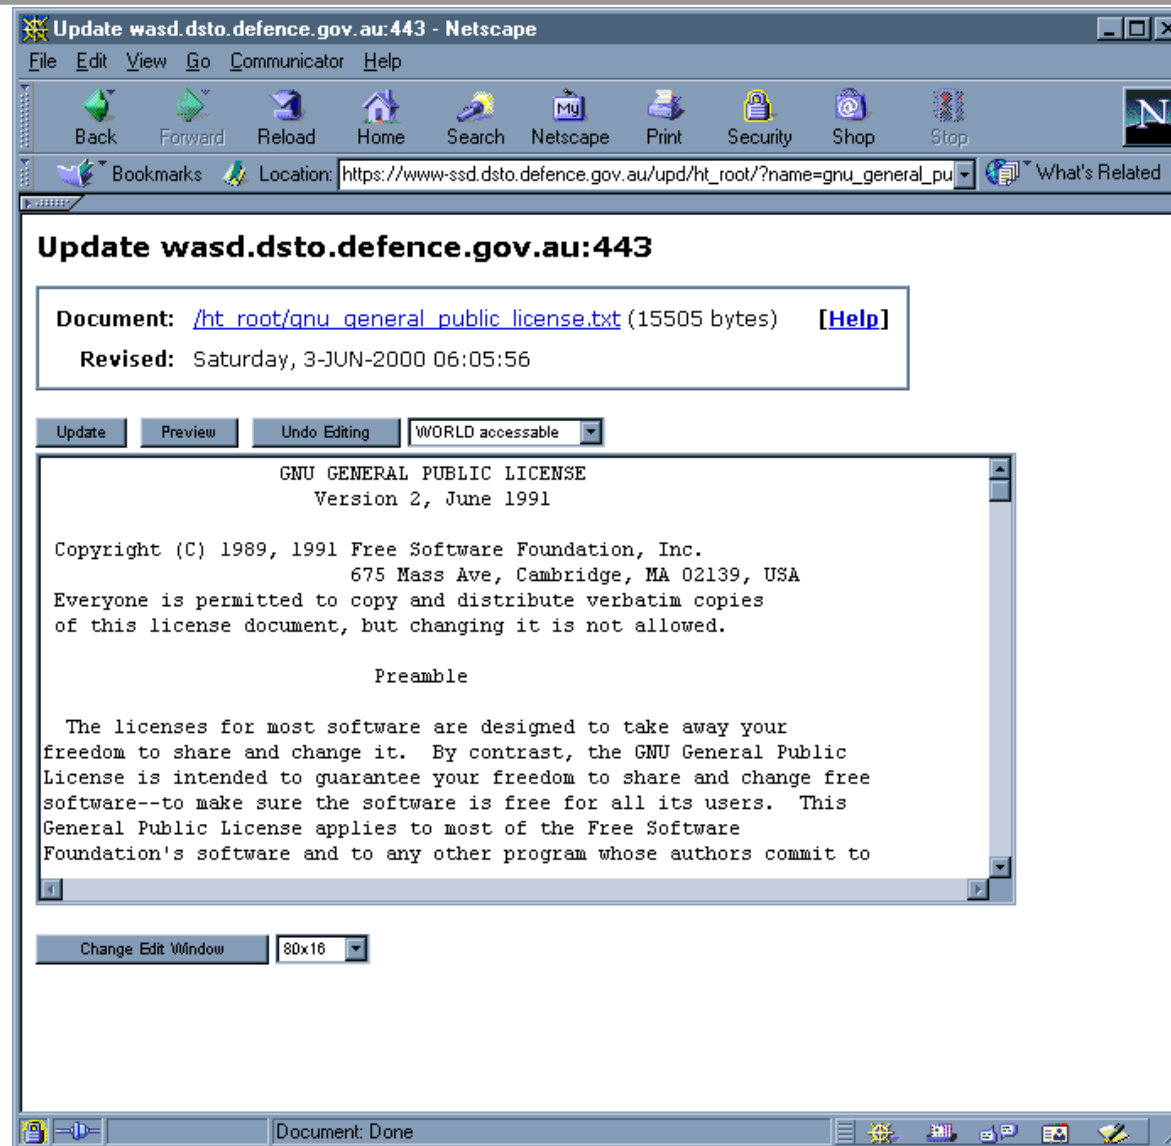 Update wasd.dsto.defence.gov.au:443 - Netscape
File Edit View Go Communicator Help
My N
Back Forward Reload Home Search Netscape Print Security Shop Stop
Bookmarks Location: https://www-ssd.dsto.defence.gov.au/upd/ht_root/?name=gnu_general_pu What's Related
Update wasd.dsto.defence.gov.au:443
Document: /ht_root/gnu_general_public_license.txt (15505 bytes) [Help]
Revised: Saturday, 3-JUN-2000 06:05:56
Update Preview Undo Editing WORLD accessable
GNU GENERAL PUBLIC LICENSE
Version 2, June 1991
Copyright (C) 1989, 1991 Free Software Foundation, Inc.
675 Mass Ave, Cambridge, MA 02139, USA
Everyone is permitted to copy and distribute verbatim copies
of this license document, but changing it is not allowed.
Preamble
The licenses for most software are designed to take away your
freedom to share and change it.  By contrast, the GNU General Public
License is intended to guarantee your freedom to share and change free
software--to make sure the software is free for all its users.  This
General Public License applies to most of the Free Software
Foundation's software and to any other program whose authors commit to
Change Edit Window 80x16
Document: Done